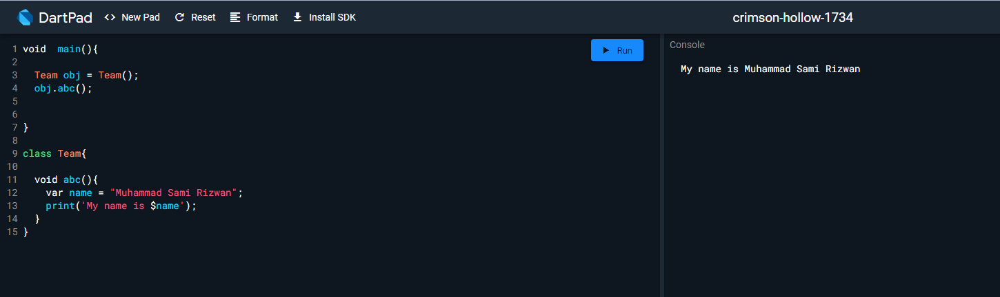 DartPad <> New Pad Reset Format Install SDK crimson-hollow-1734
Run
Console
1 void  main(){
2
3   Team obj = Team();
4   obj.abc();
5
6
7 }
8
9 class Team{
10
11   void abc(){
12     var name = "Muhammad Sami Rizwan";
13     print('My name is $name');
14   }
15 }
My name is Muhammad Sami Rizwan